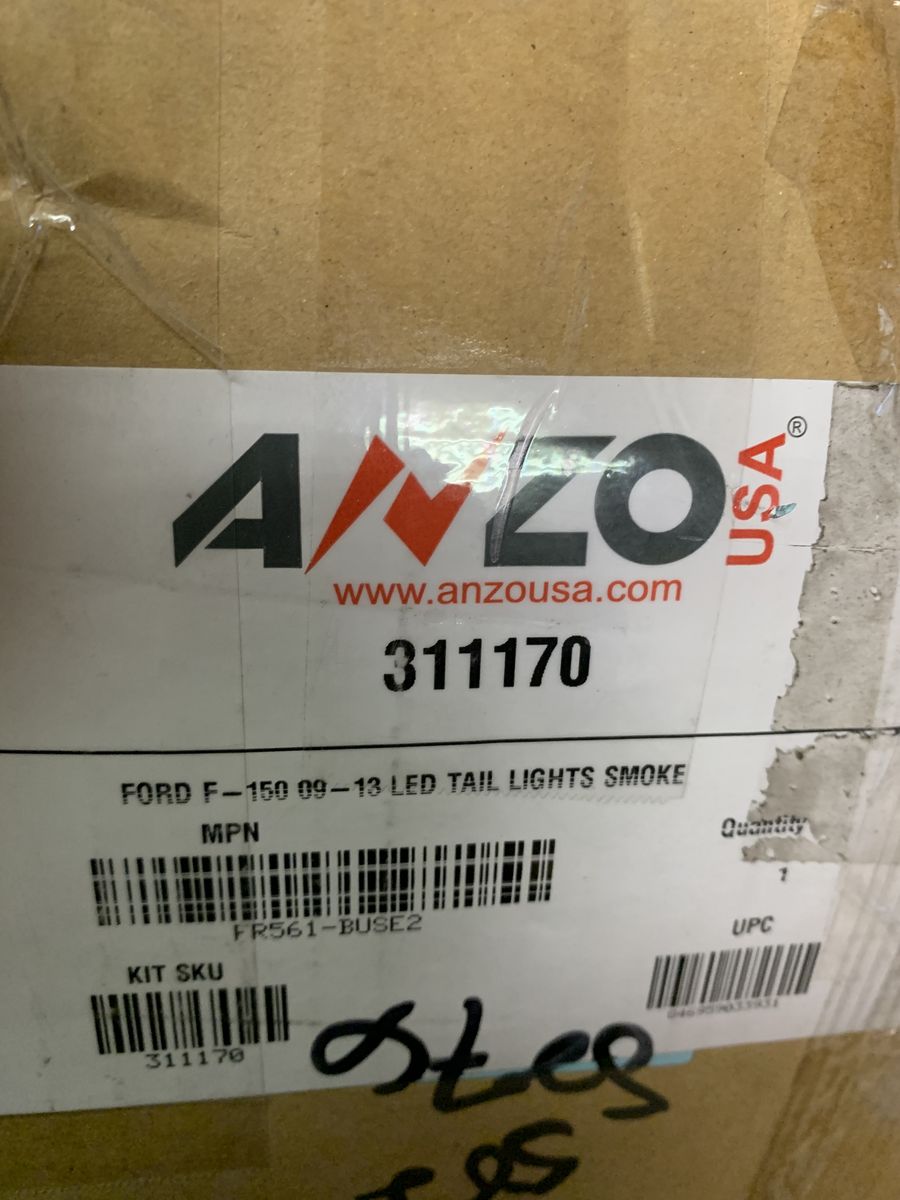 ANZO USA®
www.anzousa.com
311170
FORD F-150 09-13 LED TAIL LIGHTS SMOKE
MPN
Quantity
1
FR561-BUSE2
UPC
KIT SKU
311170